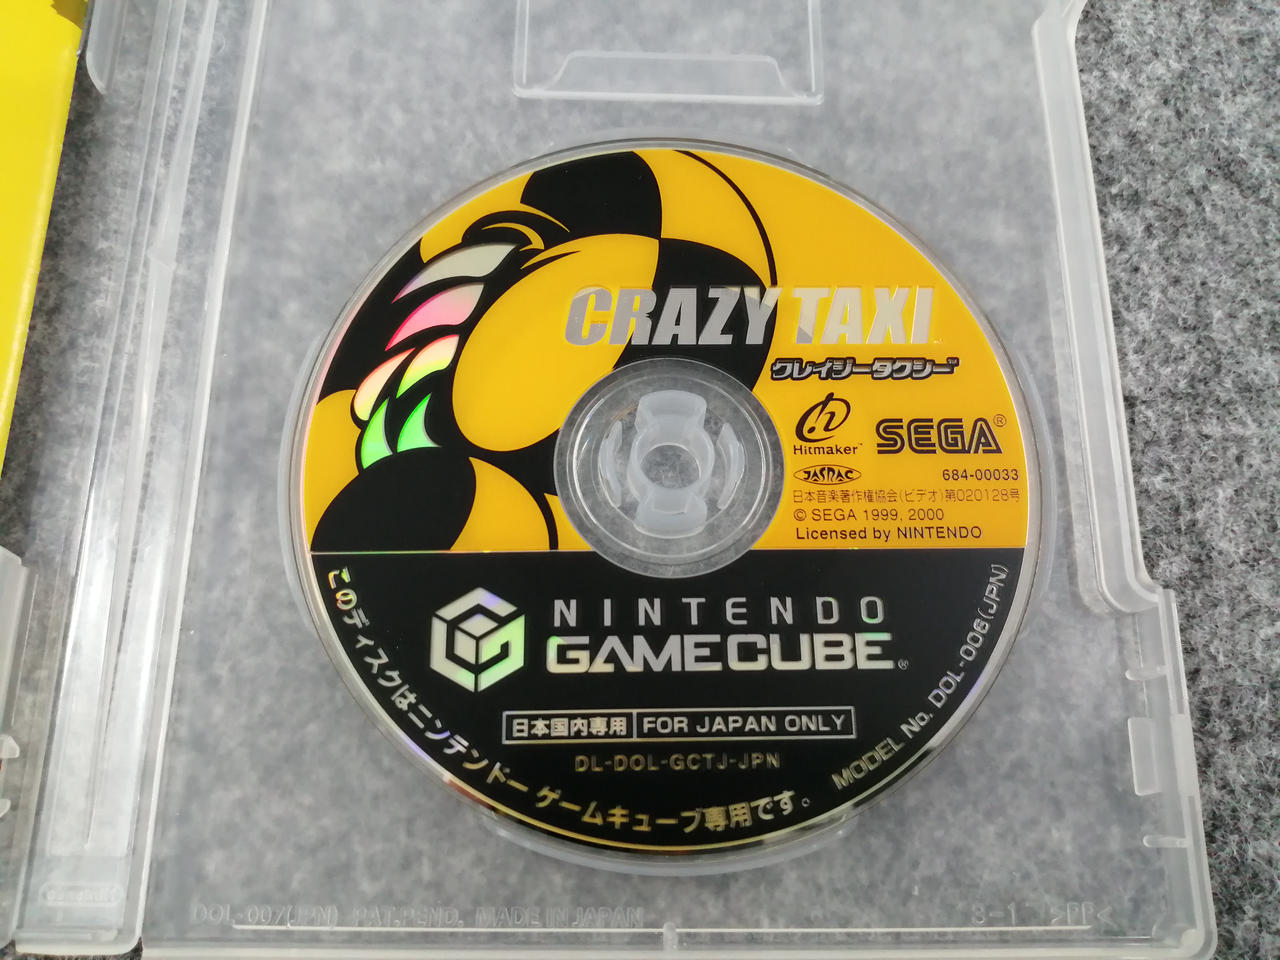 CRAZY TAXI
クレイジータクシー
Hitmaker™
SEGA®
JASRAC
684-00033
日本音楽著作権協会(ビデオ)第020128号
© SEGA 1999, 2000
Licensed by NINTENDO
NINTENDO
GAMECUBE®
日本国内専用 FOR JAPAN ONLY
DL-DOL-GCTJ-JPN
このディスクはニンテンドー ゲームキューブ専用です。
MODEL No. DOL-006(JPN)
DOL-007(JPN) PAT.PEND. MADE IN JAPAN
S-1 >PP<